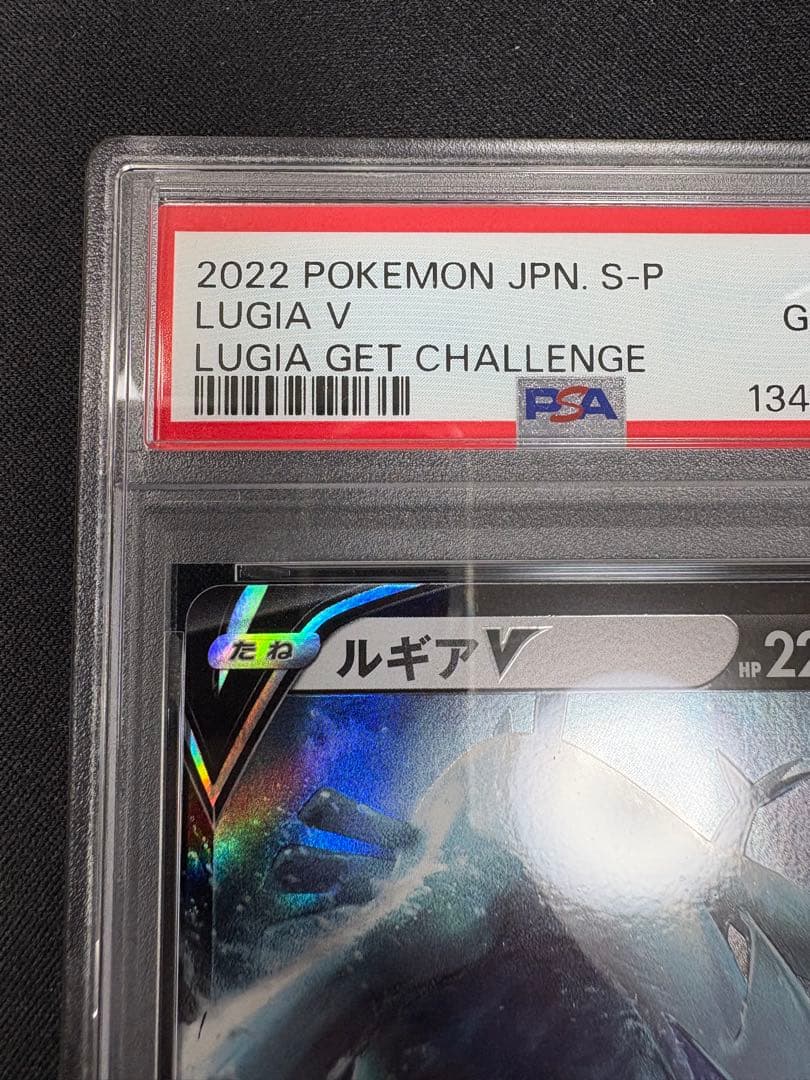 2022 POKEMON JPN. S-P
LUGIA V
G
LUGIA GET CHALLENGE
PSA
134
たね
ルギアV
HP 22